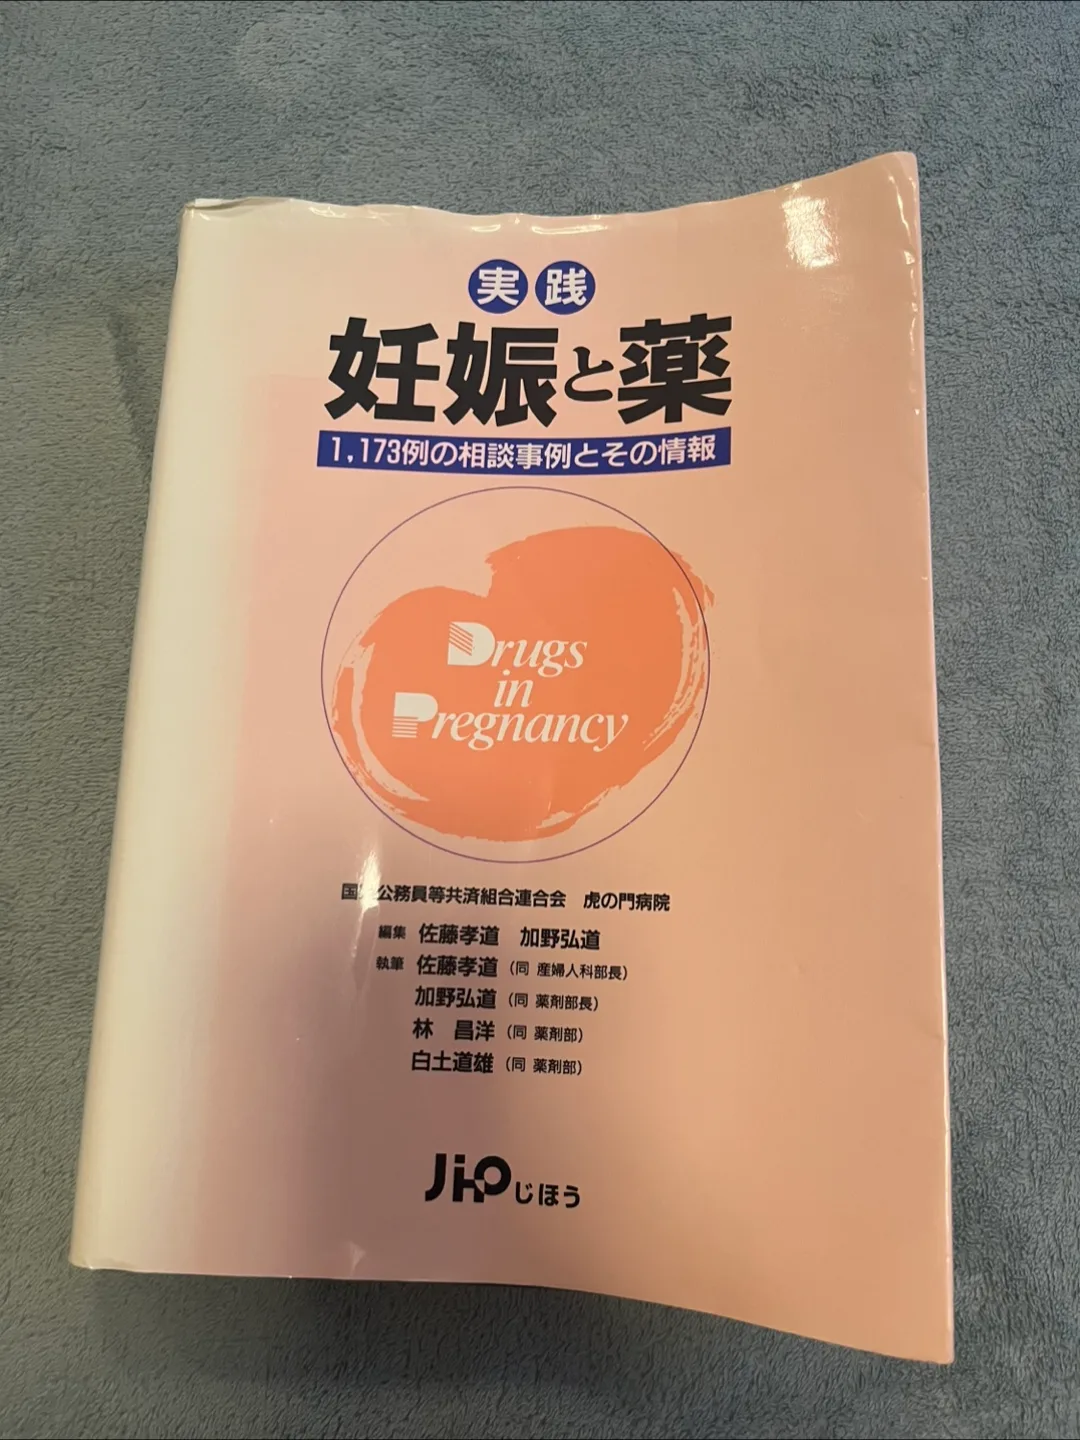 実践
妊娠と薬
1,173例の相談事例とその情報
Drugs
in
Pregnancy
国 公務員等共済組合連合会 虎の門病院
編集 佐藤孝道 加野弘道
執筆 佐藤孝道（同 産婦人科部長）
加野弘道（同 薬剤部長）
林 昌洋（同 薬剤部）
白土道雄（同 薬剤部）
JiHOじほう